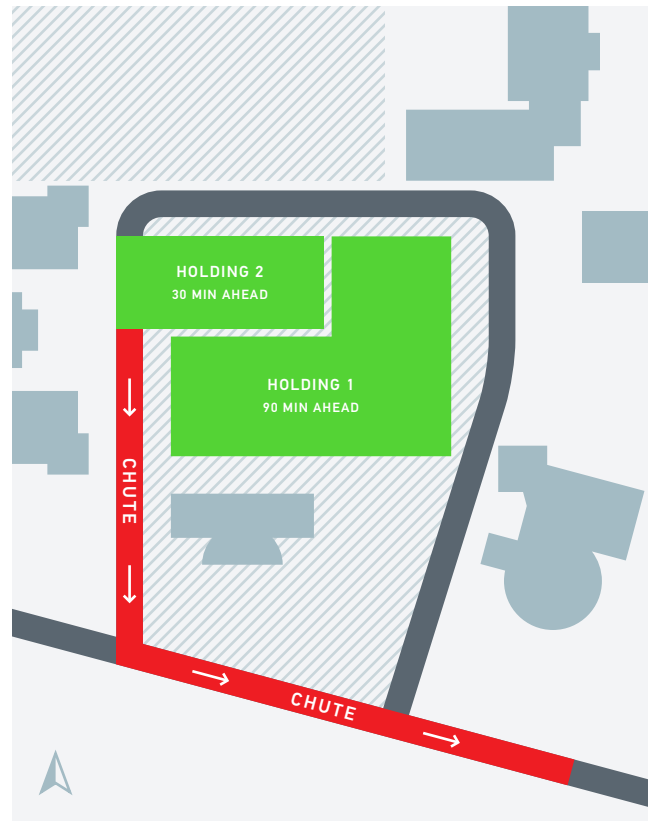 HOLDING 2
30 MIN AHEAD
HOLDING 1
90 MIN AHEAD
CHUTE
CHUTE